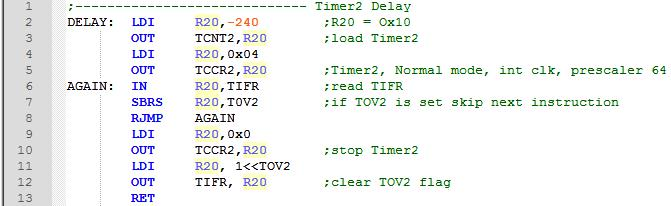 1 ;----------------------------- Timer2 Delay
2 DELAY: LDI R20,-240 ;R20 = Ox10
3 OUT TCNT2,R20 ;load Timer2
4 LDI R20,0x04
5 OUT TCCR2,R20 ;Timer2, Normal mode, int clk, prescaler 64
6 AGAIN: IN R20,TIFR ;read TIFR
7 SBRS R20,TOV2 ;if TOV2 is set skip next instruction
8 RJMP AGAIN
9 LDI R20,0x0
10 OUT TCCR2,R20 ;stop Timer2
11 LDI R20, 1<<TOV2
12 OUT TIFR, R20 ;clear TOV2 flag
13 RET